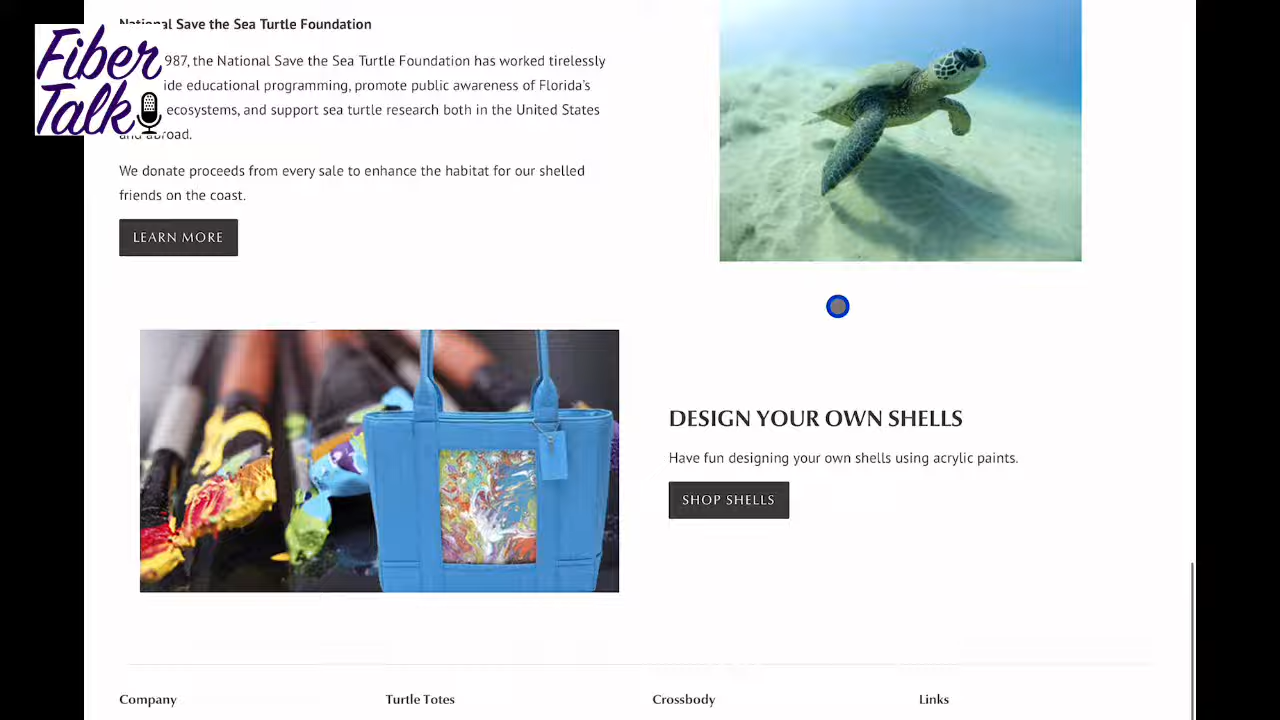 National Save the Sea Turtle Foundation
Fiber
Talk
987, the National Save the Sea Turtle Foundation has worked tirelessly
ide educational programming, promote public awareness of Florida's
ecosystems, and support sea turtle research both in the United States
and abroad.
We donate proceeds from every sale to enhance the habitat for our shelled
friends on the coast.
LEARN MORE
DESIGN YOUR OWN SHELLS
Have fun designing your own shells using acrylic paints.
SHOP SHELLS
Company
Turtle Totes
Crossbody
Links